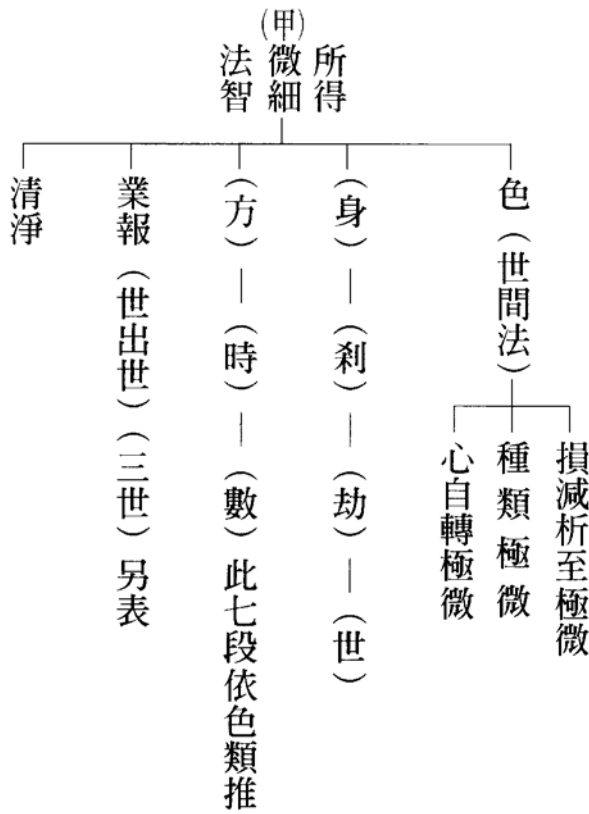 (甲)
所得
微細
法智
色（世間法）
損減析至極微
種類極微
心自轉極微
（身）—（剎）—（劫）—（世）
（方）—（時）—（數）此七段依色類推
業報（世出世）（三世）另表
清淨